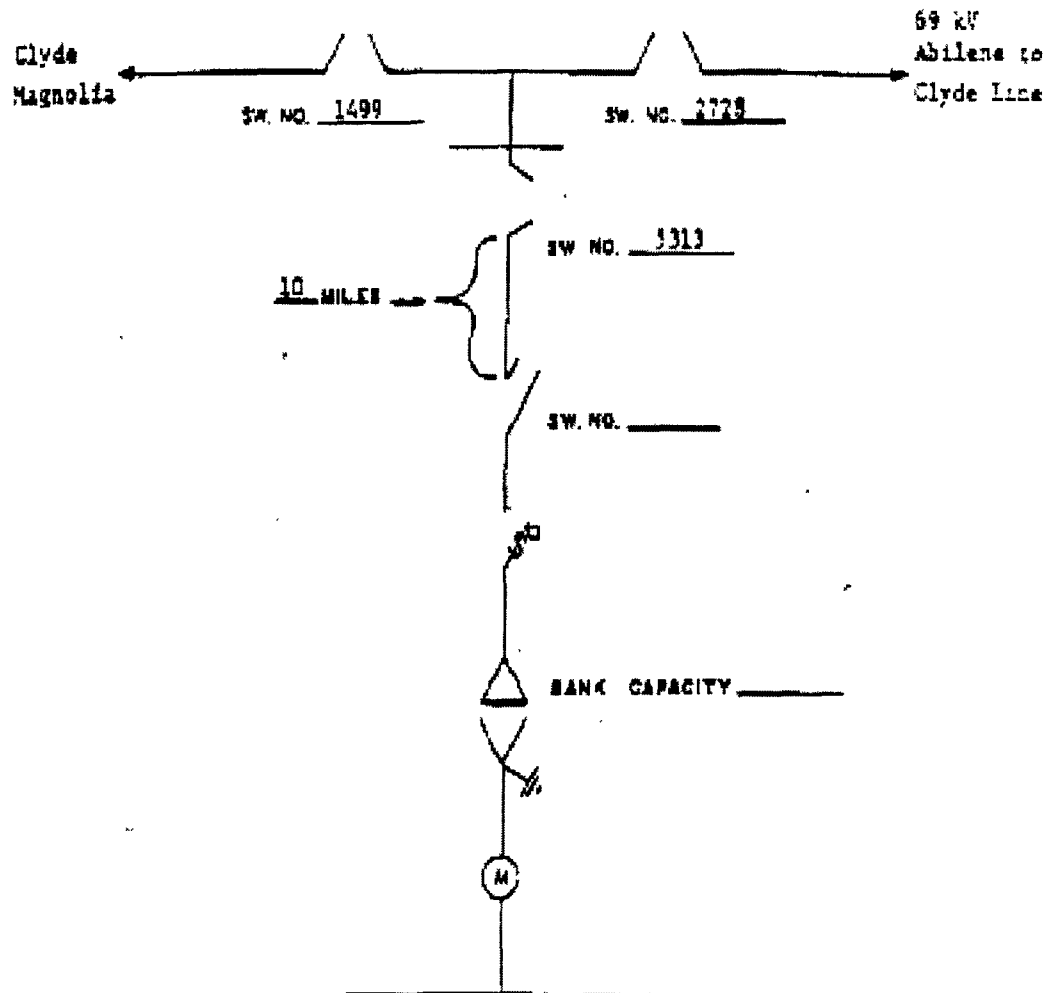 69 kV
Clyde
Abilene to
Magnolia
Clyde Line
SW. NO. 1499
SW. NO. 2728
SW NO. 3313
10 MILES
SW. NO.
BANK CAPACITY
M